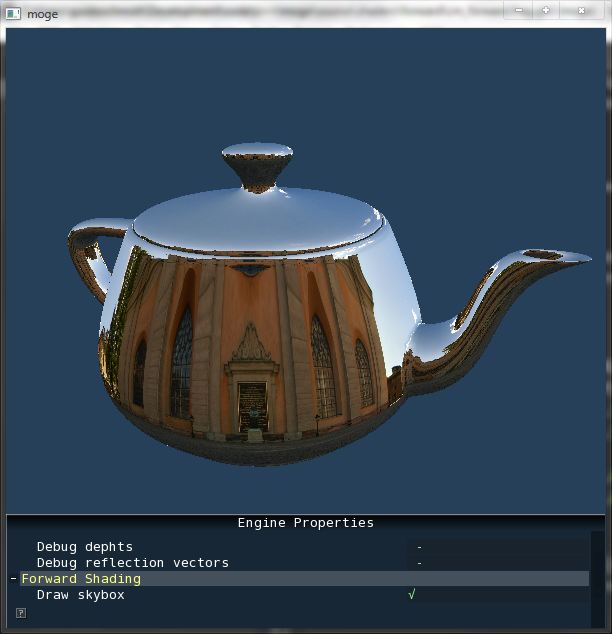 moge
Engine Properties
Debug dephts -
Debug reflection vectors -
- Forward Shading
Draw skybox √
?